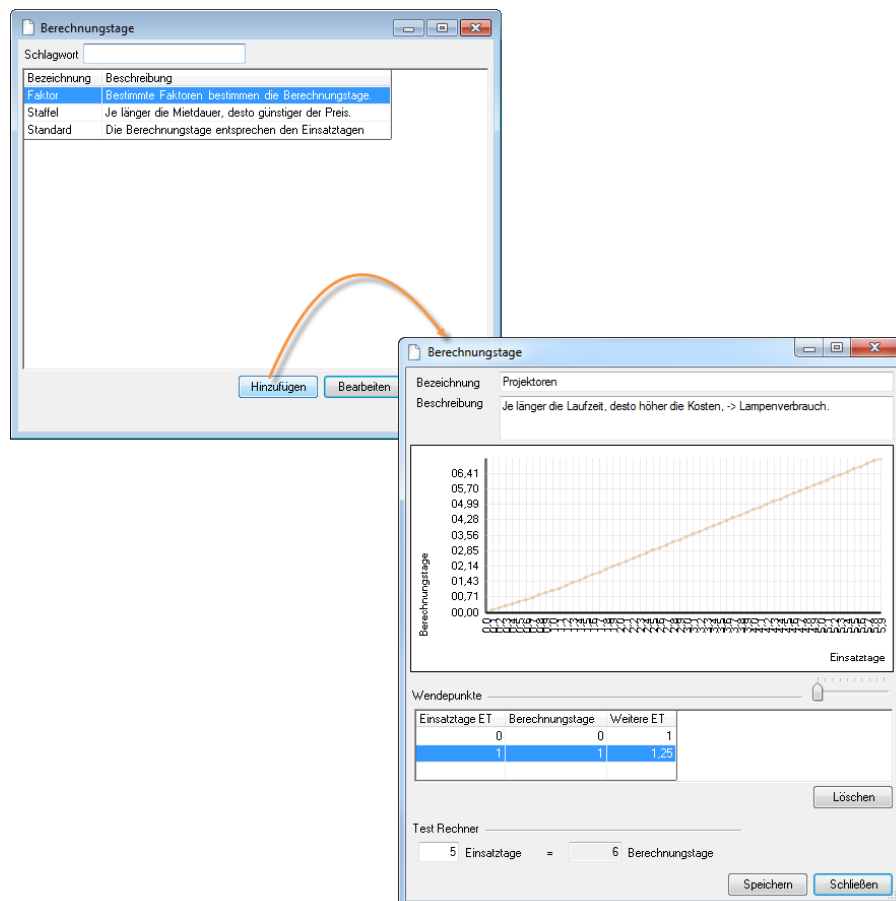 Berechnungstage
Schlagwort
Bezeichnung Beschreibung
Faktor Bestimmte Faktoren bestimmen die Berechnungstage.
Staffel Je länger die Mietdauer, desto günstiger der Preis.
Standard Die Berechnungstage entsprechen den Einsatztagen
Hinzufügen Bearbeiten
Berechnungstage
Bezeichnung Projektoren
Beschreibung Je länger die Laufzeit, desto höher die Kosten, -> Lampenverbrauch.
06,41
05,70
04,99
04,28
03,56
02,85
02,14
01,43
00,71
00,00
Berechnungstage
Einsatztage
Wendepunkte
Einsatztage ET Berechnungstage Weitere ET
0 0 1
1 1 1,25
Löschen
Test Rechner
5 Einsatztage = 6 Berechnungstage
Speichern Schließen